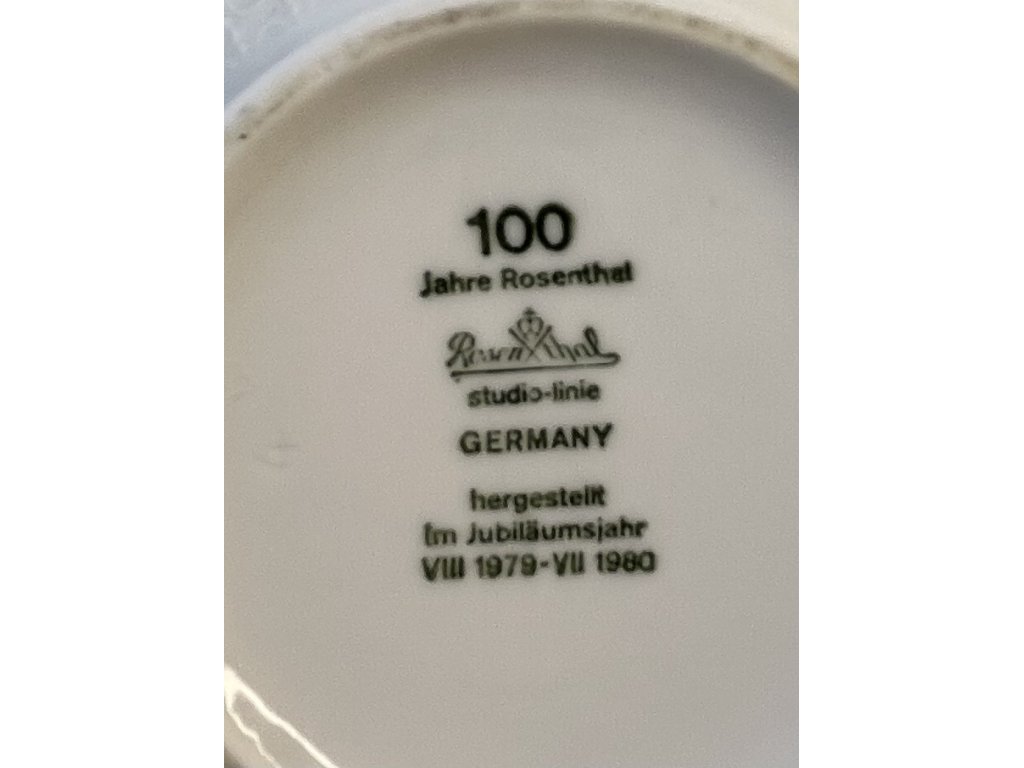 100
Jahre Rosenthal
Rosenthal
studio-linie
GERMANY
hergestellt
im Jubiläumsjahr
VIII 1979-VII 1980